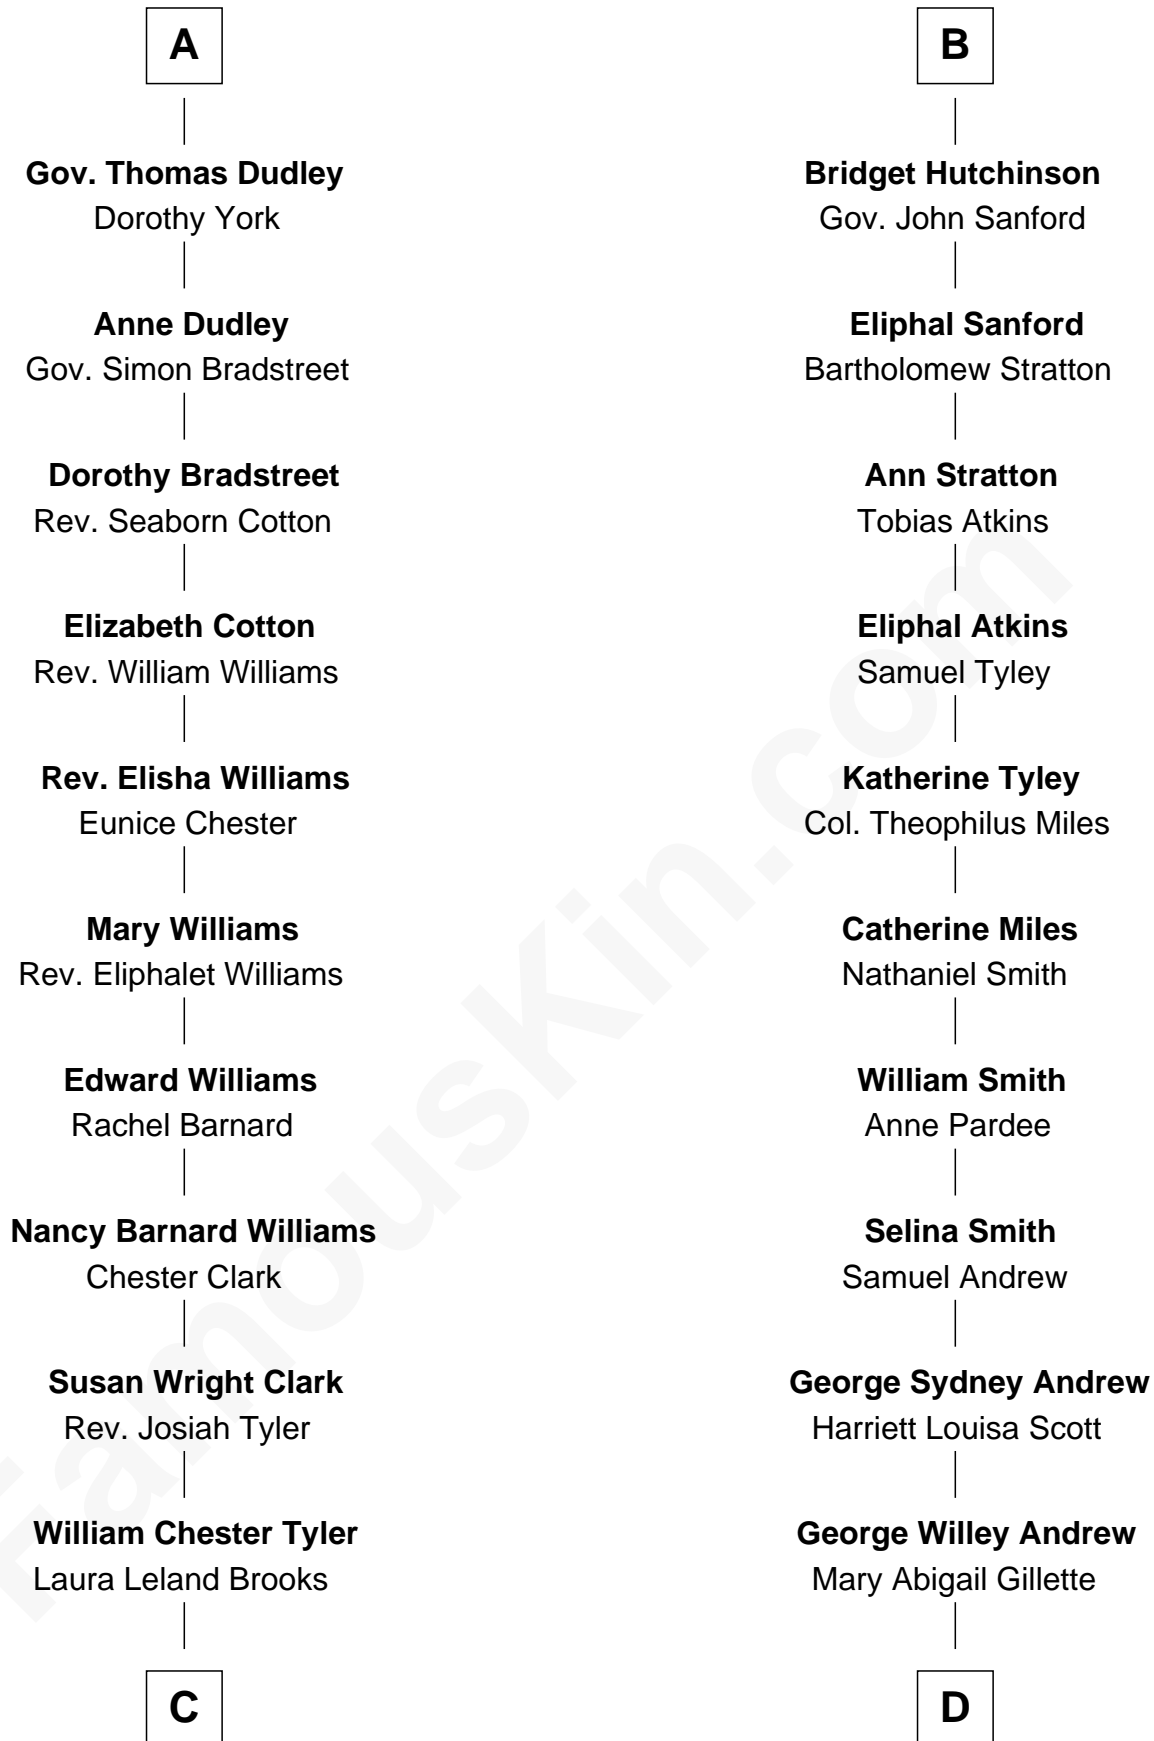 A
Gov. Thomas Dudley
Dorothy York
Anne Dudley
Gov. Simon Bradstreet
Dorothy Bradstreet
Rev. Seaborn Cotton
Elizabeth Cotton
Rev. William Williams
Rev. Elisha Williams
Eunice Chester
Mary Williams
Rev. Eliphalet Williams
Edward Williams
Rachel Barnard
Nancy Barnard Williams
Chester Clark
Susan Wright Clark
Rev. Josiah Tyler
William Chester Tyler
Laura Leland Brooks
C
B
Bridget Hutchinson
Gov. John Sanford
Eliphal Sanford
Bartholomew Stratton
Ann Stratton
Tobias Atkins
Eliphal Atkins
Samuel Tyley
Katherine Tyley
Col. Theophilus Miles
Catherine Miles
Nathaniel Smith
William Smith
Anne Pardee
Selina Smith
Samuel Andrew
George Sydney Andrew
Harriett Louisa Scott
George Willey Andrew
Mary Abigail Gillette
D
FamousKin.com